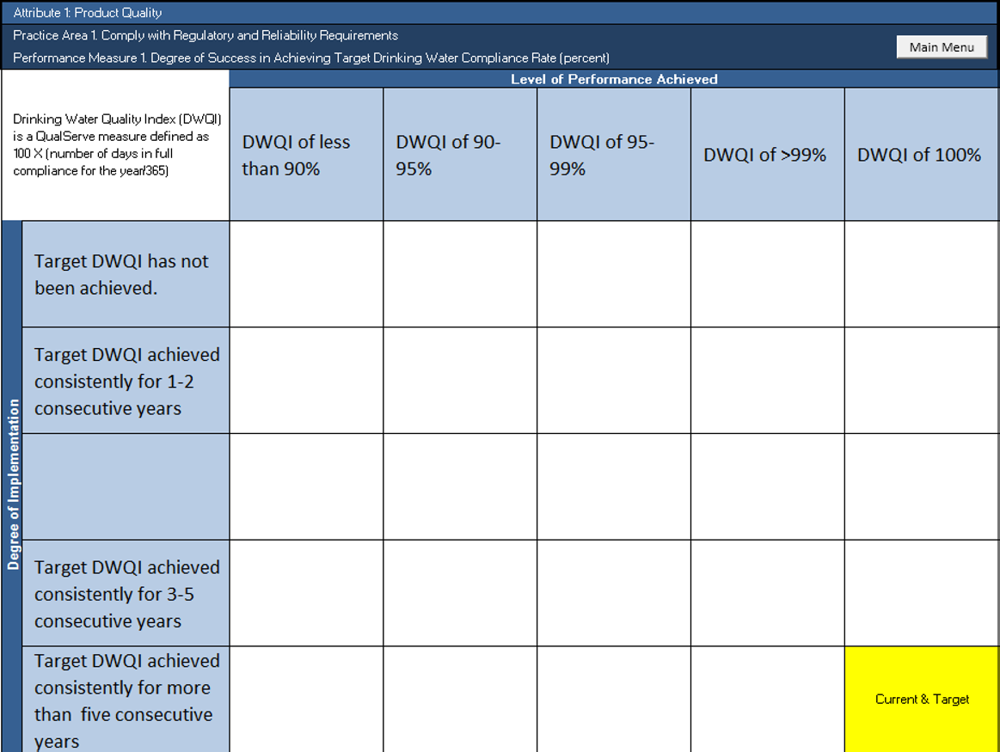 Attribute 1: Product Quality
Practice Area 1. Comply with Regulatory and Reliability Requirements
Performance Measure 1. Degree of Success in Achieving Target Drinking Water Compliance Rate (percent)
Main Menu
Level of Performance Achieved
Drinking Water Quality Index (DWQI)
is a QualServe measure defined as
100 X (number of days in full
compliance for the year/365)
DWQI of less
than 90%
DWQI of 90-
95%
DWQI of 95-
99%
DWQI of >99%
DWQI of 100%
Degree of Implementation
Target DWQI has not
been achieved.
Target DWQI achieved
consistently for 1-2
consecutive years
Target DWQI achieved
consistently for 3-5
consecutive years
Target DWQI achieved
consistently for more
than  five consecutive
years
Current & Target